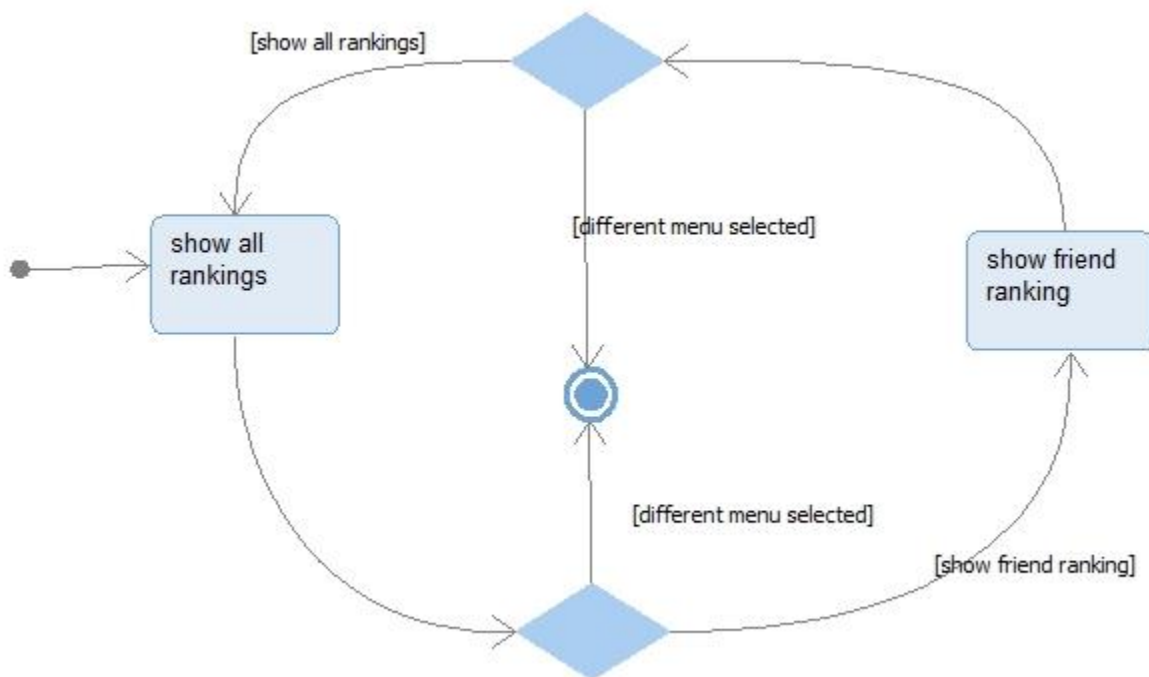 [show all rankings]
[different menu selected]
show all
rankings
show friend
ranking
[different menu selected]
[show friend ranking]